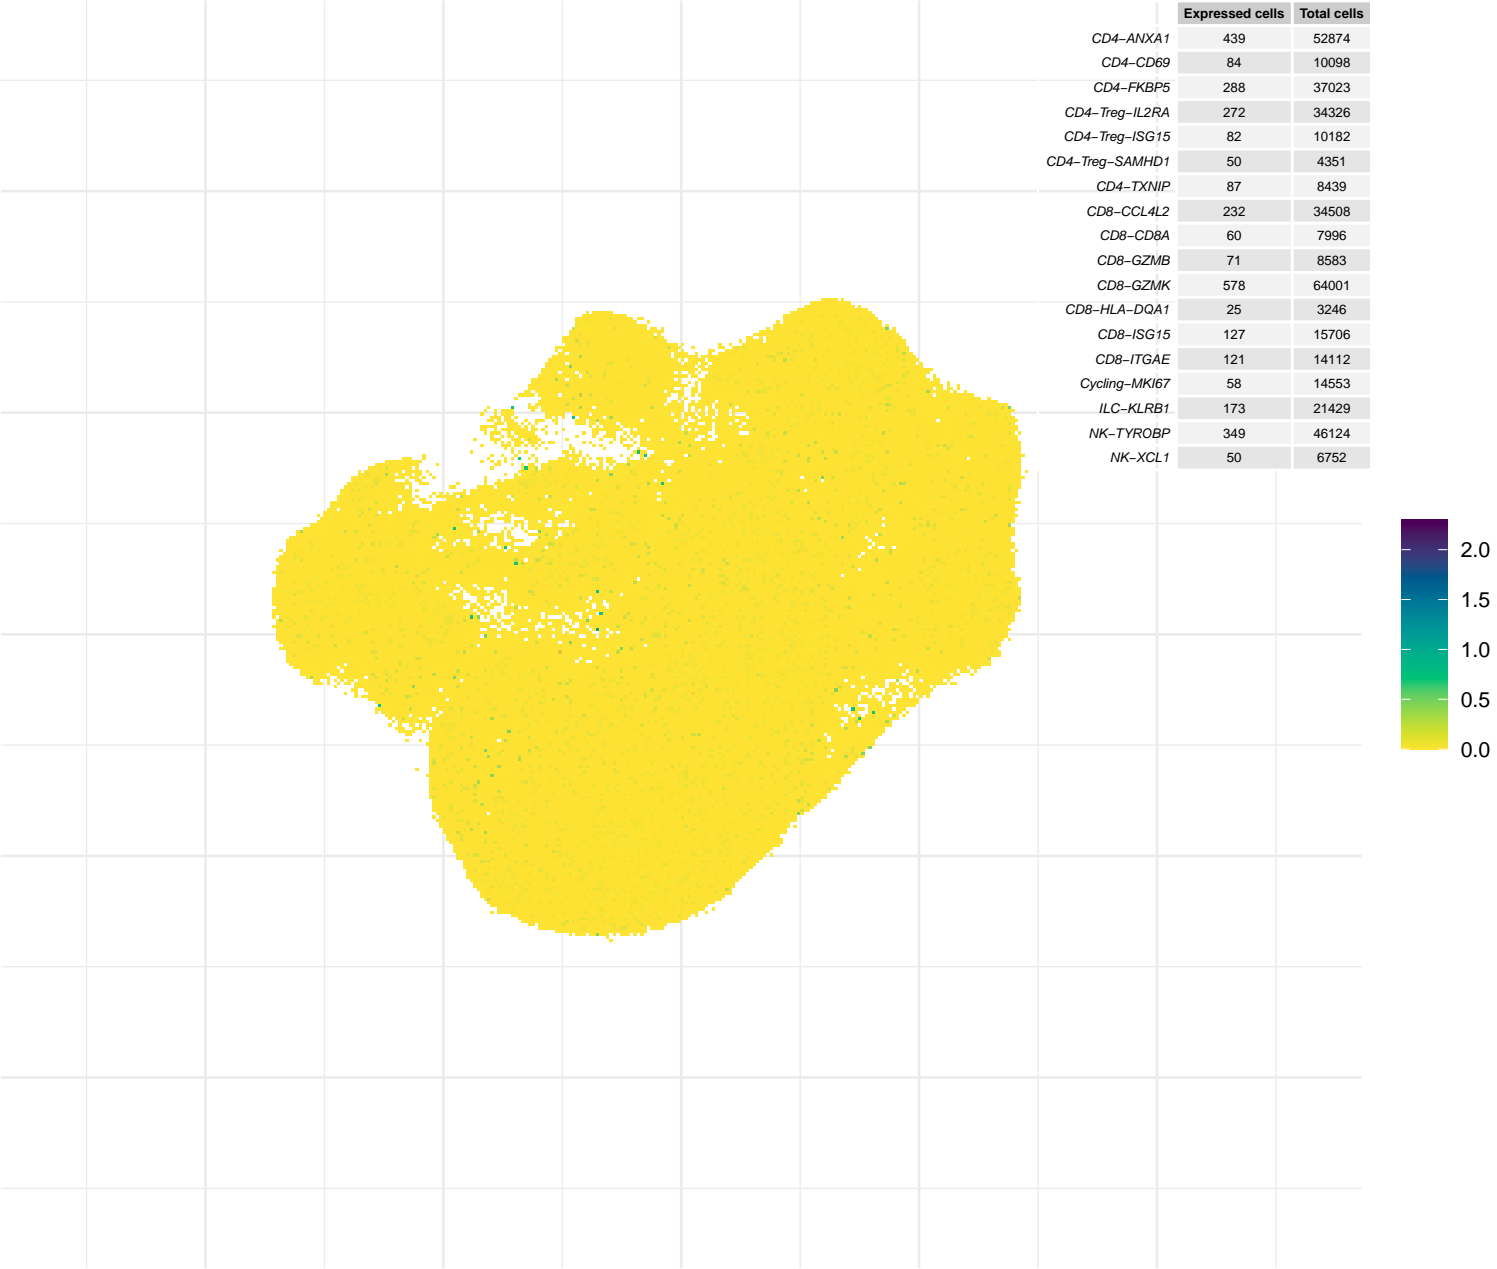 Expressed cells Total cells
CD4−ANXA1 439 52874
CD4−CD69 84 10098
CD4−FKBP5 288 37023
CD4−Treg−IL2RA 272 34326
CD4−Treg−ISG15 82 10182
CD4−Treg−SAMHD1 50 4351
CD4−TXNIP 87 8439
CD8−CCL4L2 232 34508
CD8−CD8A 60 7996
CD8−GZMB 71 8583
CD8−GZMK 578 64001
CD8−HLA−DQA1 25 3246
CD8−ISG15 127 15706
CD8−ITGAE 121 14112
Cycling−MKI67 58 14553
ILC−KLRB1 173 21429
NK−TYROBP 349 46124
NK−XCL1 50 6752
2.0
1.5
1.0
0.5
0.0